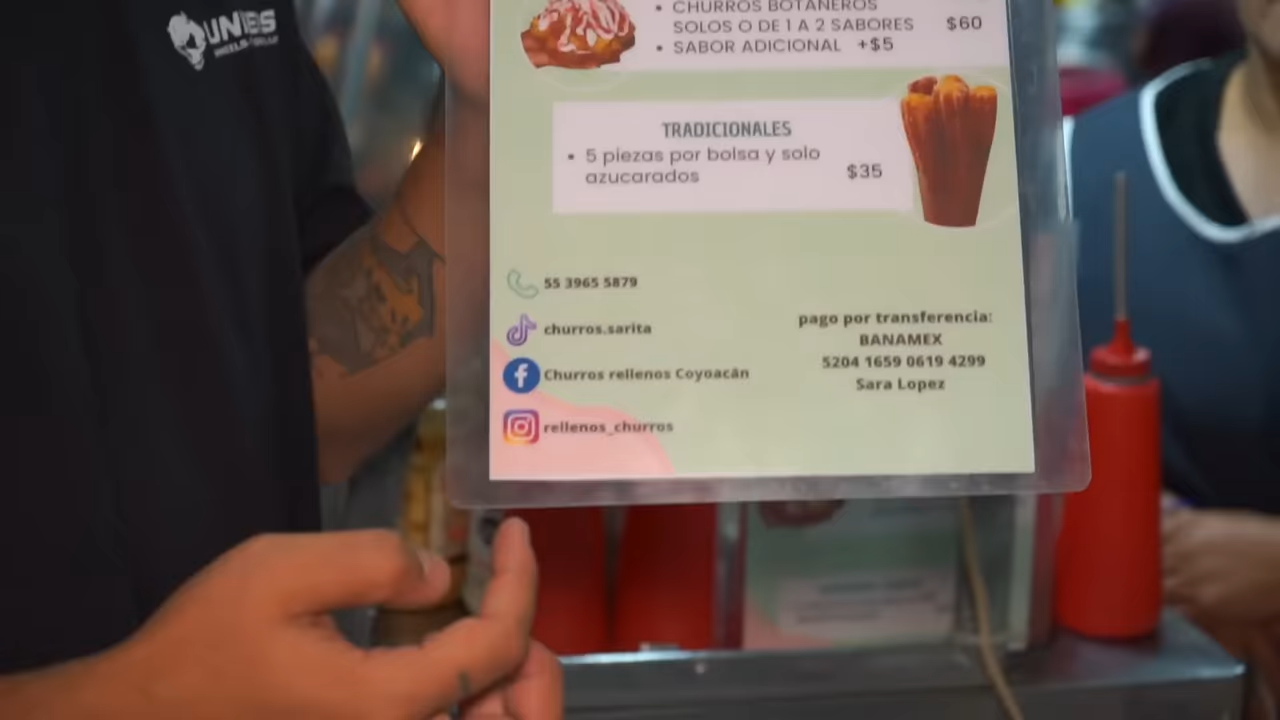 CHURROS BOTANEROS
SOLOS O DE 1 A 2 SABORES $60
SABOR ADICIONAL +$5
TRADICIONALES
5 piezas por bolsa y solo
azucarados $35
55 3965 5879
churros.sarita
Churros rellenos Coyoacán
rellenos_churros
pago por transferencia:
BANAMEX
5204 1659 0619 4299
Sara Lopez